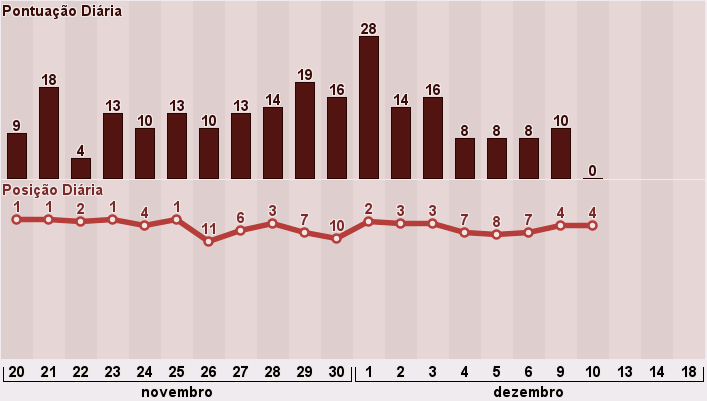 Pontuação Diária
9 18 4 13 10 13 10 13 14 19 16 28 14 16 8 8 8 10 0
Posição Diária
1 1 2 1 4 1 11 6 3 7 10 2 3 3 7 8 7 4 4
20 21 22 23 24 25 26 27 28 29 30 1 2 3 4 5 6 9 10 13 14 18
novembro dezembro